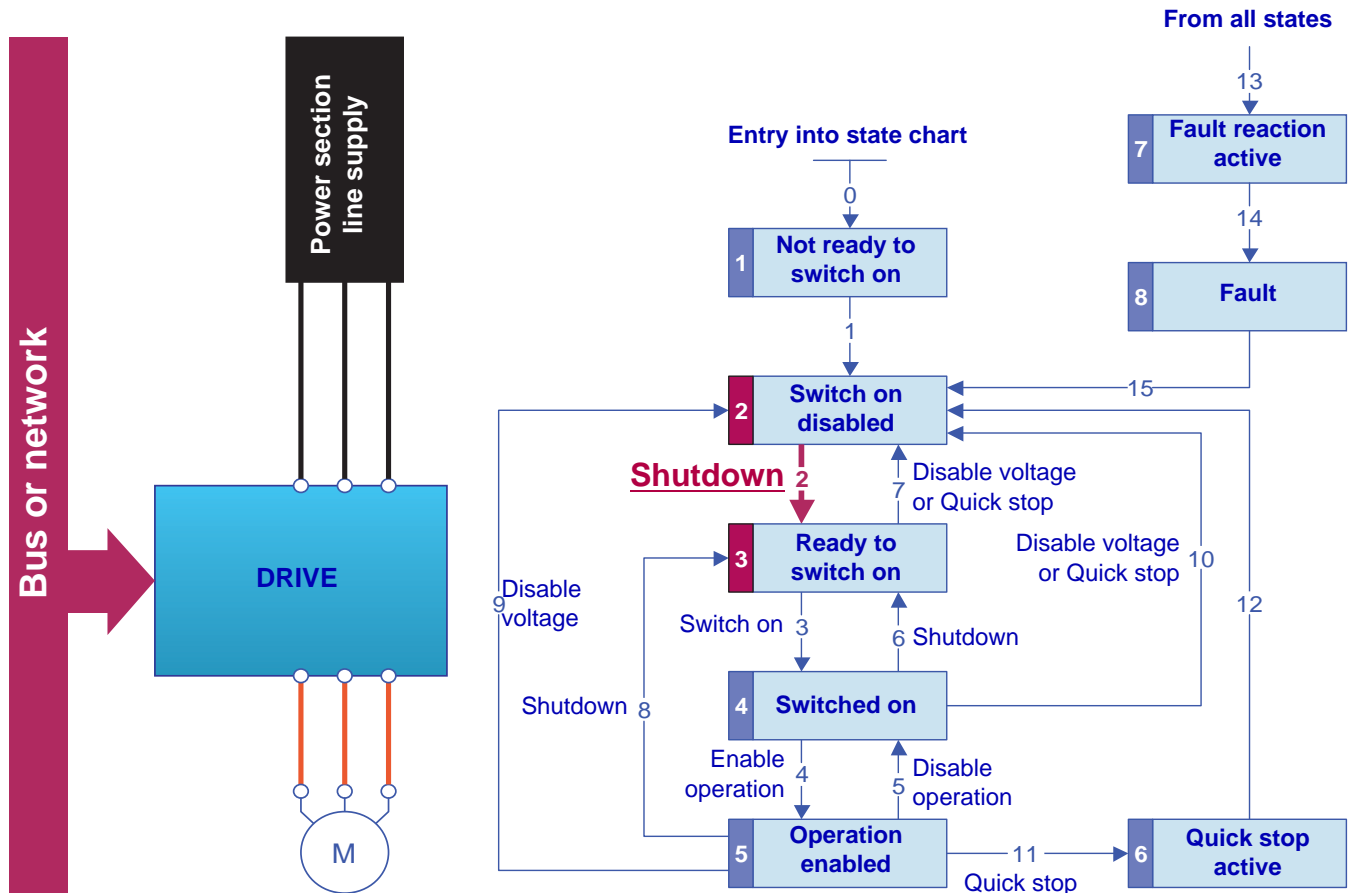 Bus or network
Power section
line supply
DRIVE
M
From all states
13
7
Fault reaction
active
14
8
Fault
15
Entry into state chart
0
1
Not ready to
switch on
1
2
Switch on
disabled
Shutdown
2
7
Disable voltage
or Quick stop
3
Ready to
switch on
Disable voltage
or Quick stop
10
12
9
Disable
voltage
Switch on
3
6
Shutdown
Shutdown
8
4
Switched on
Enable
operation
4
5
Disable
operation
5
Operation
enabled
11
Quick stop
6
Quick stop
active